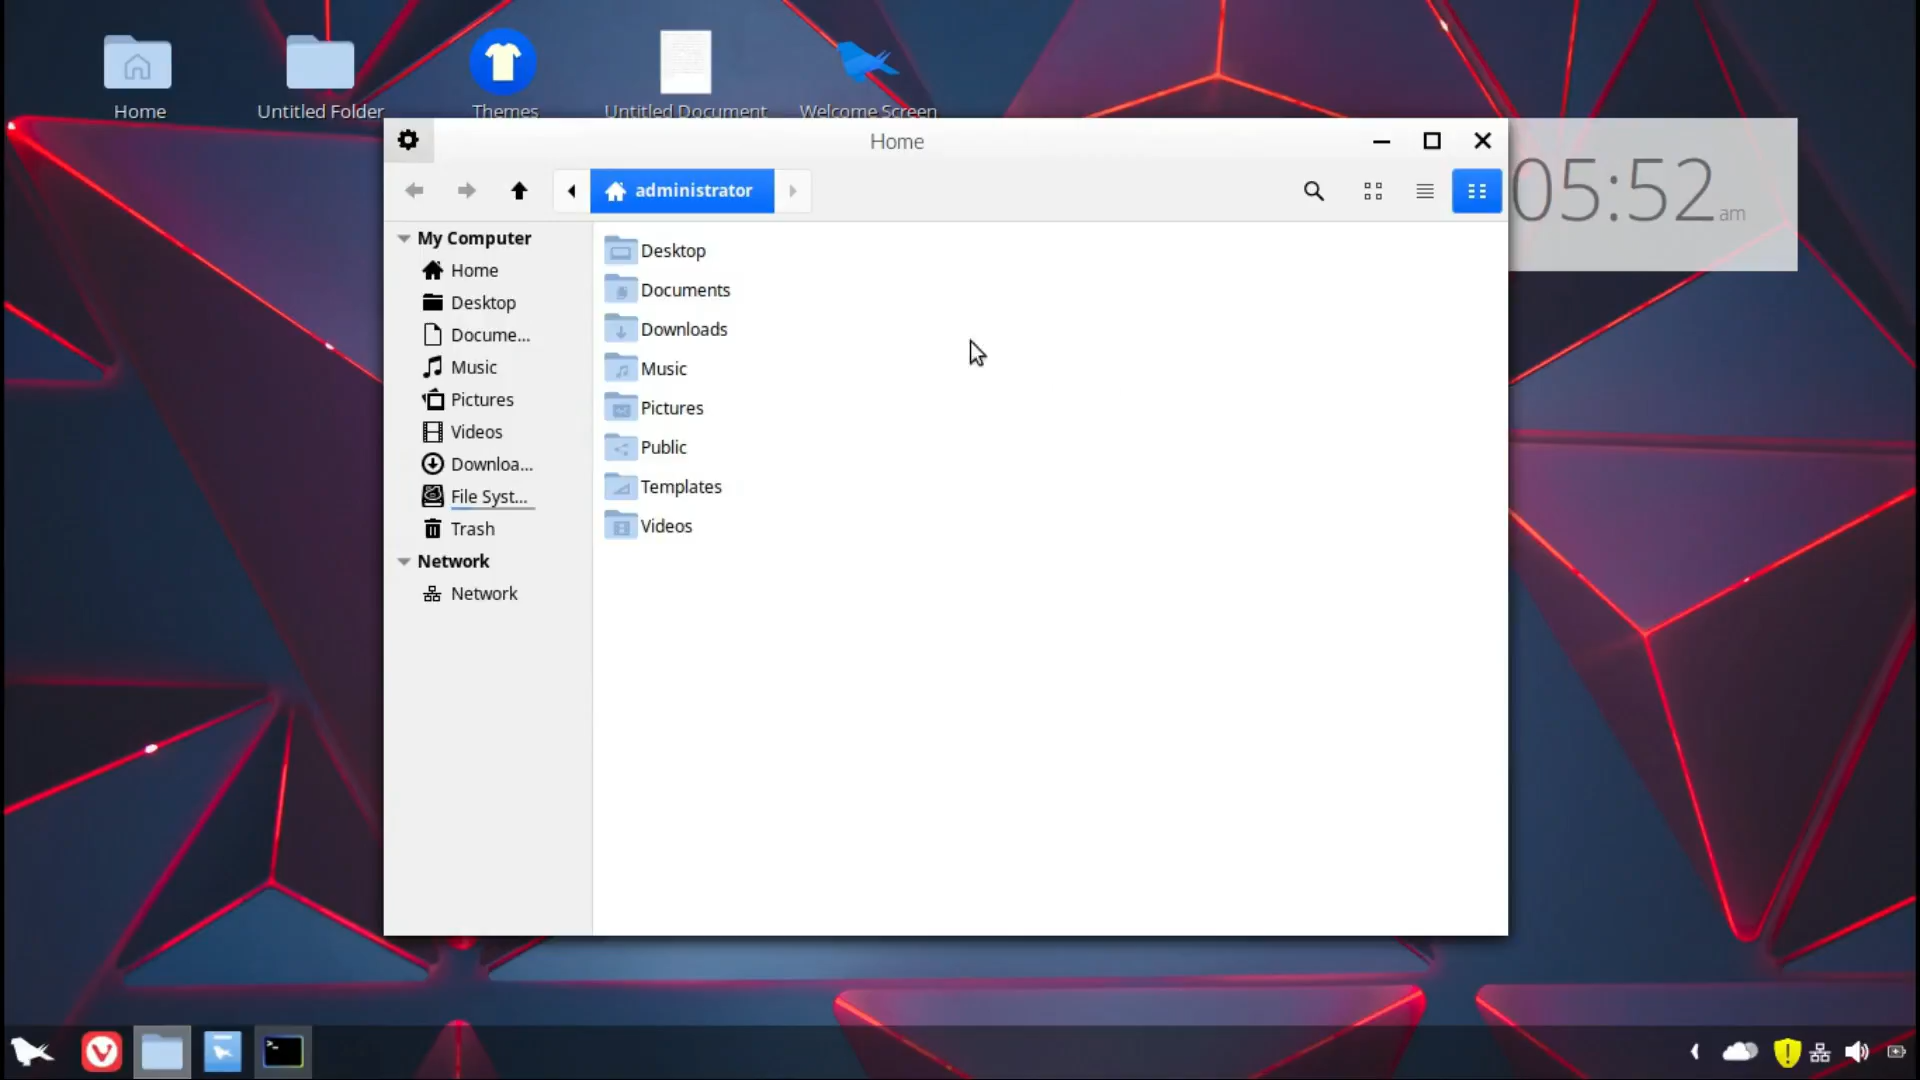 Home
Untitled Folder
Themes
Untitled Document
Welcome Screen
Home
administrator
05:52 am
My Computer
Home
Desktop
Docume...
Music
Pictures
Videos
Downloa...
File Syst...
Trash
Network
Network
Desktop
Documents
Downloads
Music
Pictures
Public
Templates
Videos